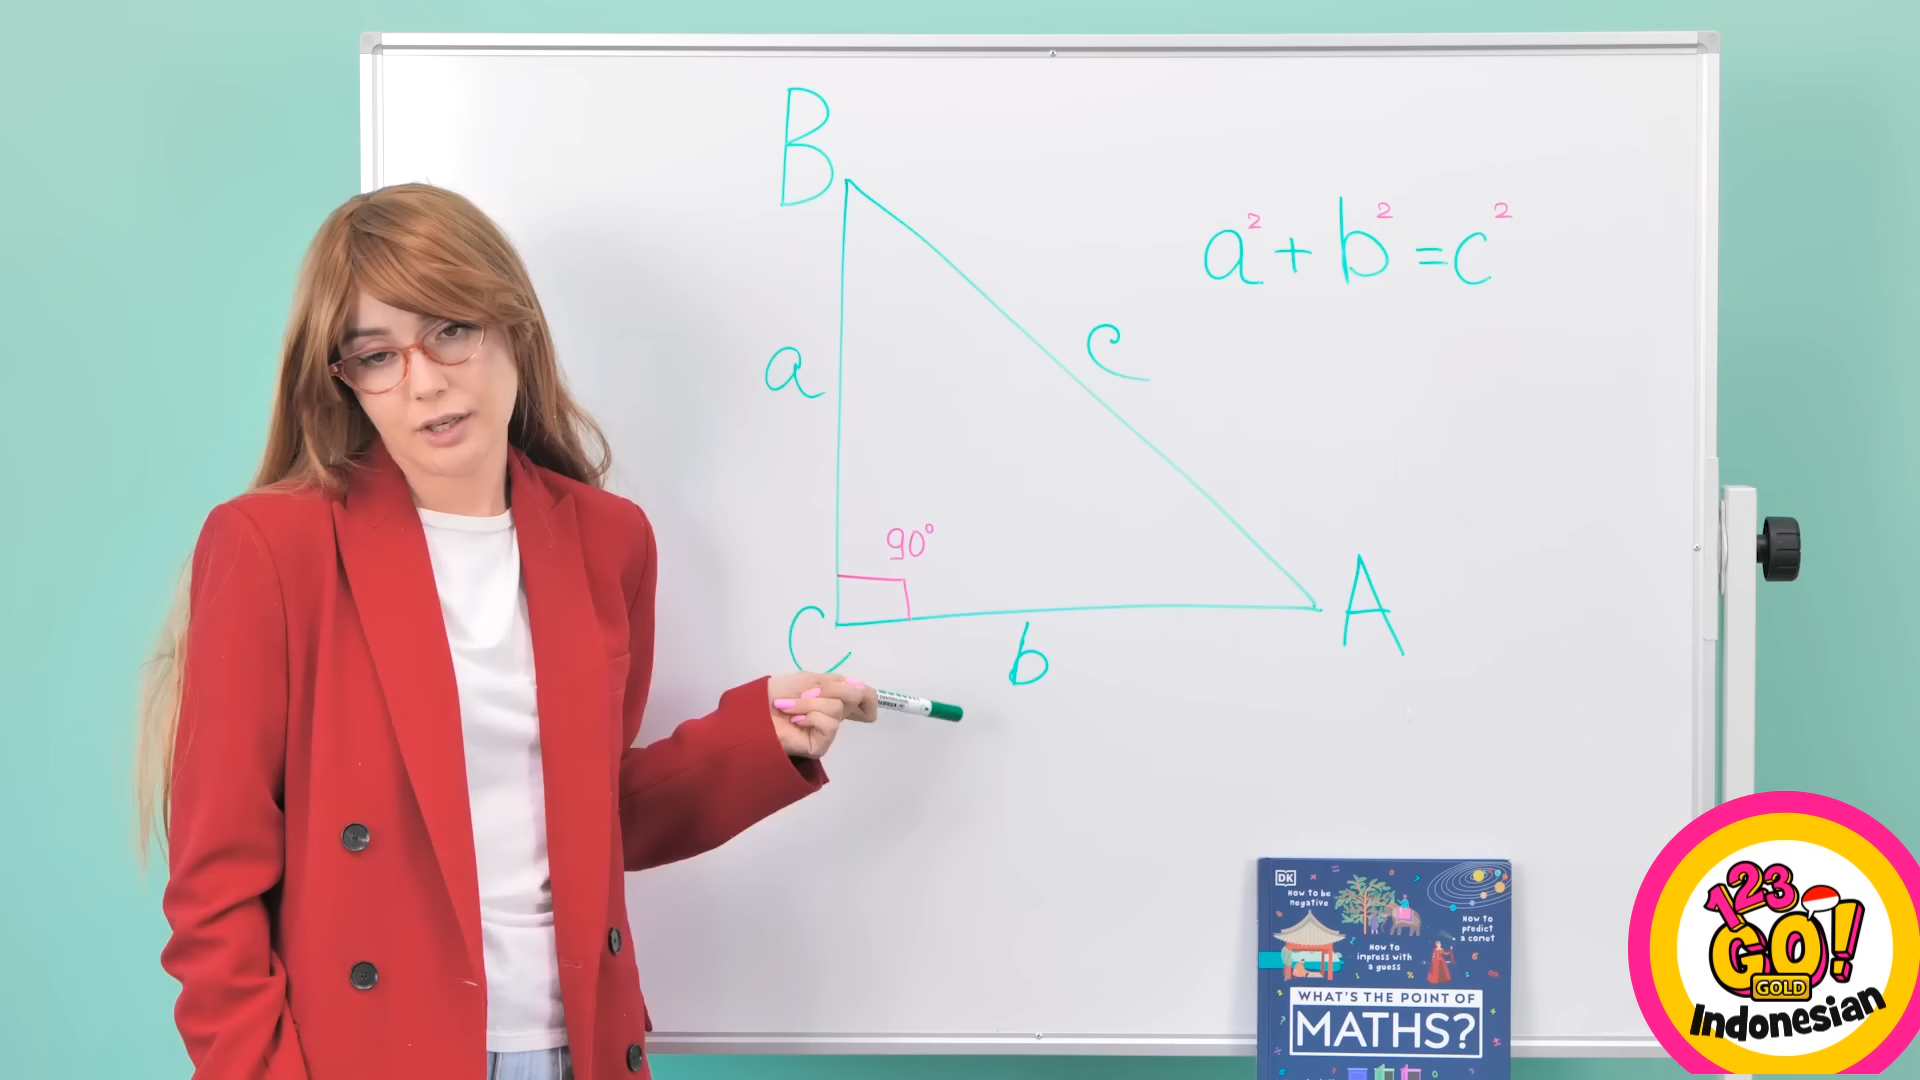 B
a² + b² = c²
c
a
90°
C
b
A
DK
How to be
negative
How to
predict
a comet
How to
impress with
a guess
WHAT'S THE POINT OF
MATHS?
123
GO!
GOLD
Indonesian